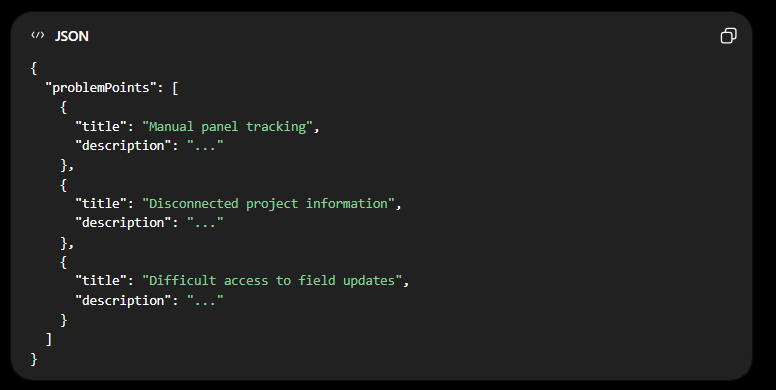 </> JSON
{
  "problemPoints": [
    {
      "title": "Manual panel tracking",
      "description": "..."
    },
    {
      "title": "Disconnected project information",
      "description": "..."
    },
    {
      "title": "Difficult access to field updates",
      "description": "..."
    }
  ]
}